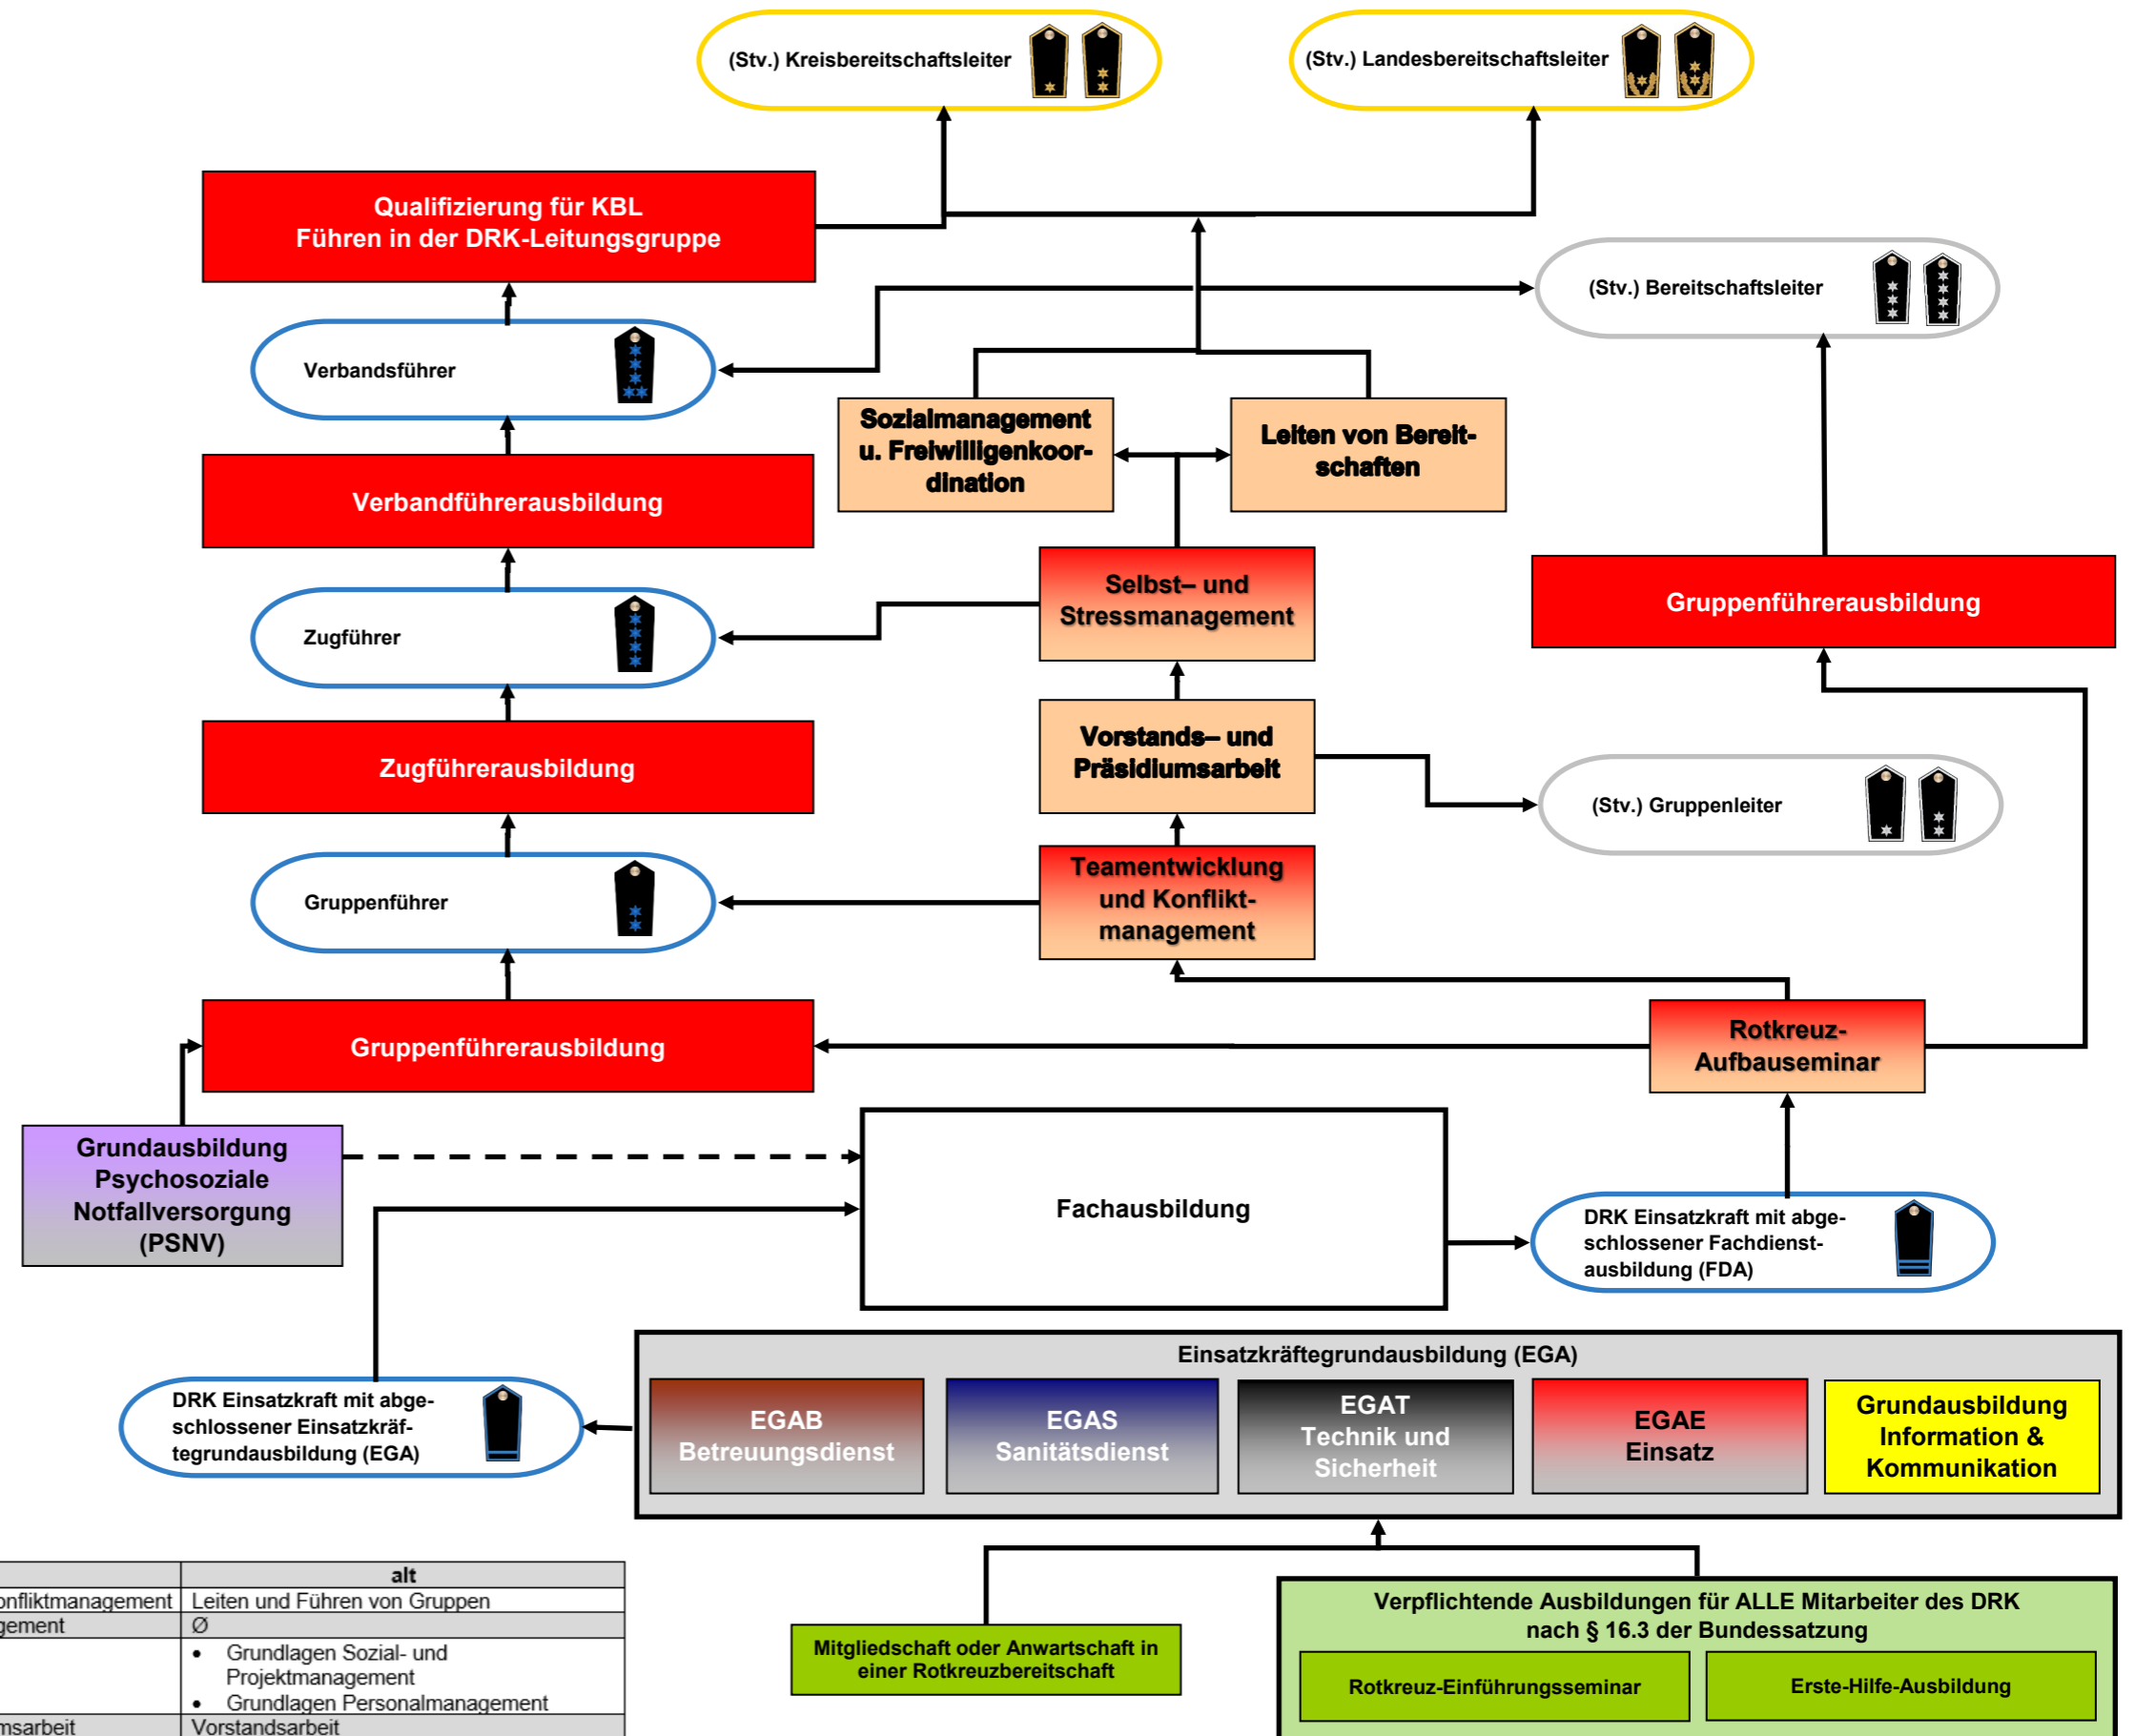 (Stv.) Kreisbereitschaftsleiter
(Stv.) Landesbereitschaftsleiter
Qualifizierung für KBL
Führen in der DRK-Leitungsgruppe
(Stv.) Bereitschaftsleiter
Verbandsführer
Sozialmanagement
u. Freiwilligenkoor-
dination
Leiten von Bereit-
schaften
Verbandführerausbildung
Selbst– und
Stressmanagement
Gruppenführerausbildung
Zugführer
Zugführerausbildung
Vorstands– und
Präsidiumsarbeit
(Stv.) Gruppenleiter
Teamentwicklung
und Konflikt-
management
Gruppenführer
Gruppenführerausbildung
Rotkreuz-
Aufbauseminar
Grundausbildung
Psychosoziale
Notfallversorgung
(PSNV)
Fachausbildung
DRK Einsatzkraft mit abge-
schlossener Fachdienst-
ausbildung (FDA)
Einsatzkräftegrundausbildung (EGA)
DRK Einsatzkraft mit abge-
schlossener Einsatzkräf-
tegrundausbildung (EGA)
EGAB
Betreuungsdienst
EGAS
Sanitätsdienst
EGAT
Technik und
Sicherheit
EGAE
Einsatz
Grundausbildung
Information &
Kommunikation
alt
onfliktmanagement Leiten und Führen von Gruppen
gement Ø
• Grundlagen Sozial- und
Projektmanagement
• Grundlagen Personalmanagement
msarbeit Vorstandsarbeit
Mitgliedschaft oder Anwartschaft in
einer Rotkreuzbereitschaft
Verpflichtende Ausbildungen für ALLE Mitarbeiter des DRK
nach § 16.3 der Bundessatzung
Rotkreuz-Einführungsseminar
Erste-Hilfe-Ausbildung